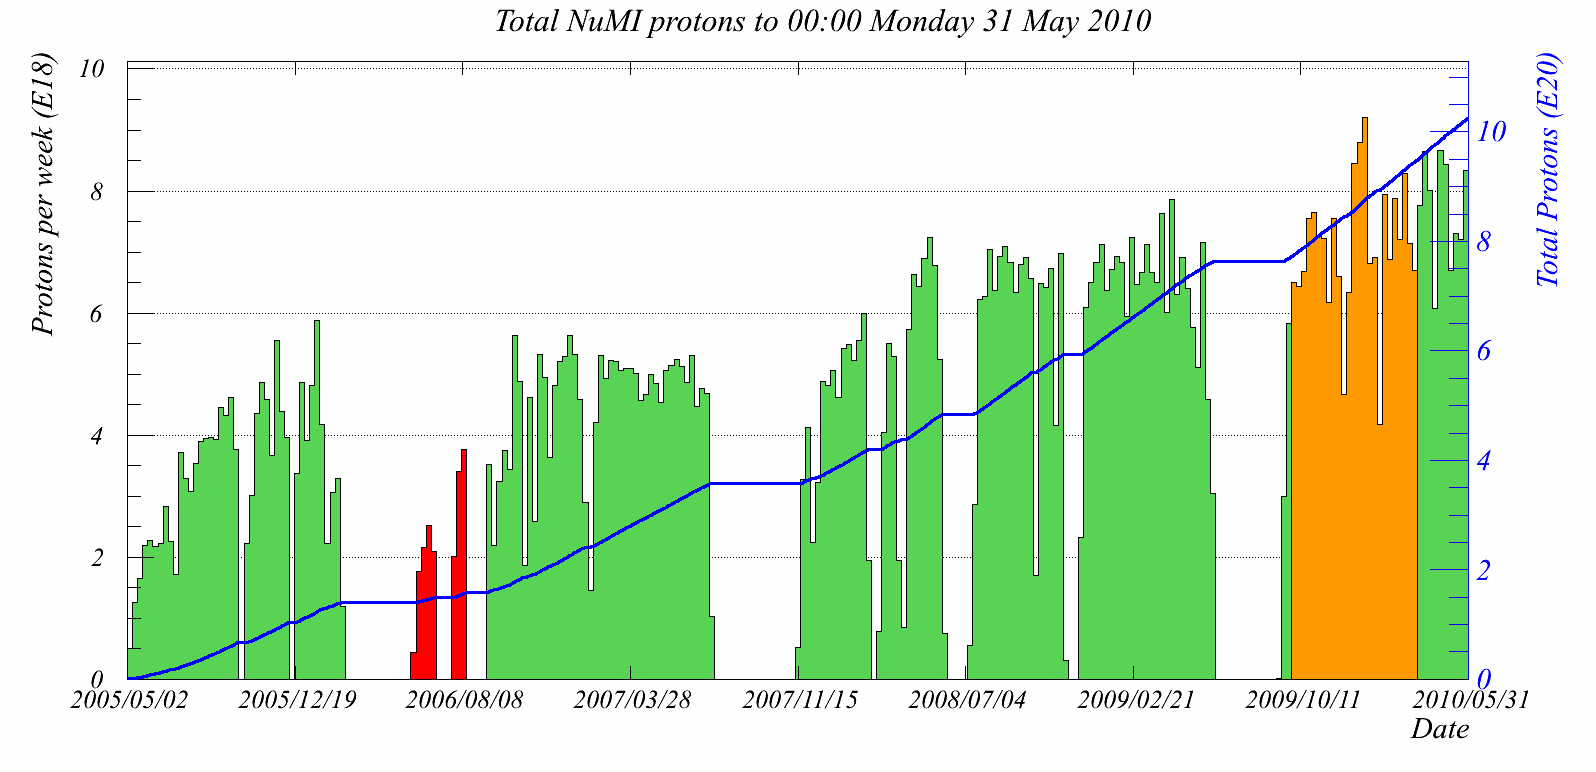 Total NuMI protons to 00:00 Monday 31 May 2010
Protons per week (E18)
Total Protons (E20)
10
8
6
4
2
0
10
8
6
4
2
0
2005/05/02 2005/12/19 2006/08/08 2007/03/28 2007/11/15 2008/07/04 2009/02/21 2009/10/11 2010/05/31
Date